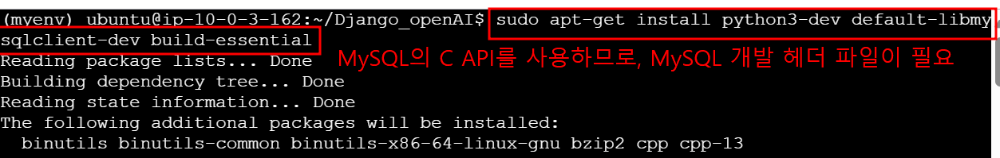 (myenv) ubuntu@ip-10-0-3-162:~/Django_openAI$ sudo apt-get install python3-dev default-libmy
sqlclient-dev build-essential
Reading package lists... Done
MySQL의 C API를 사용하므로, MySQL 개발 헤더 파일이 필요
Building dependency tree... Done
Reading state information... Done
The following additional packages will be installed:
  binutils binutils-common binutils-x86-64-linux-gnu bzip2 cpp cpp-13